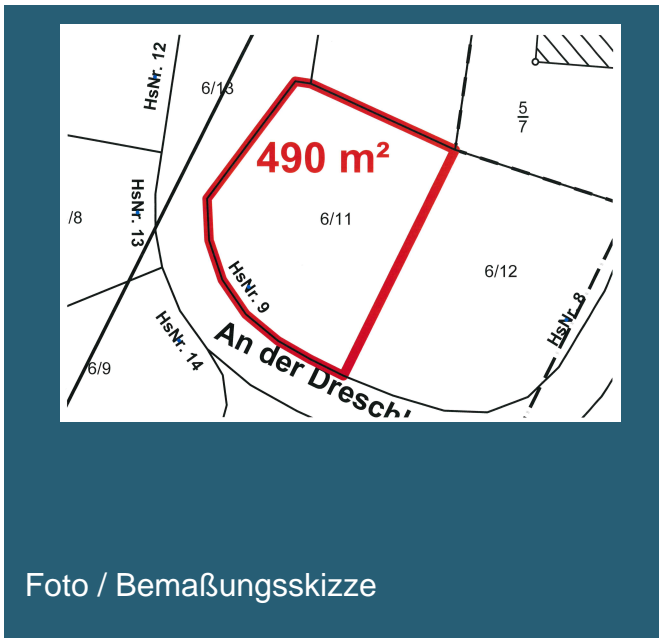 HsNr. 12
6/13
5
7
490 m²
HsNr. 13
/8
6/11
6/12
HsNr. 9
HsNr. 8
HsNr. 14
An der Dresch
6/9
Foto / Bemaßungsskizze